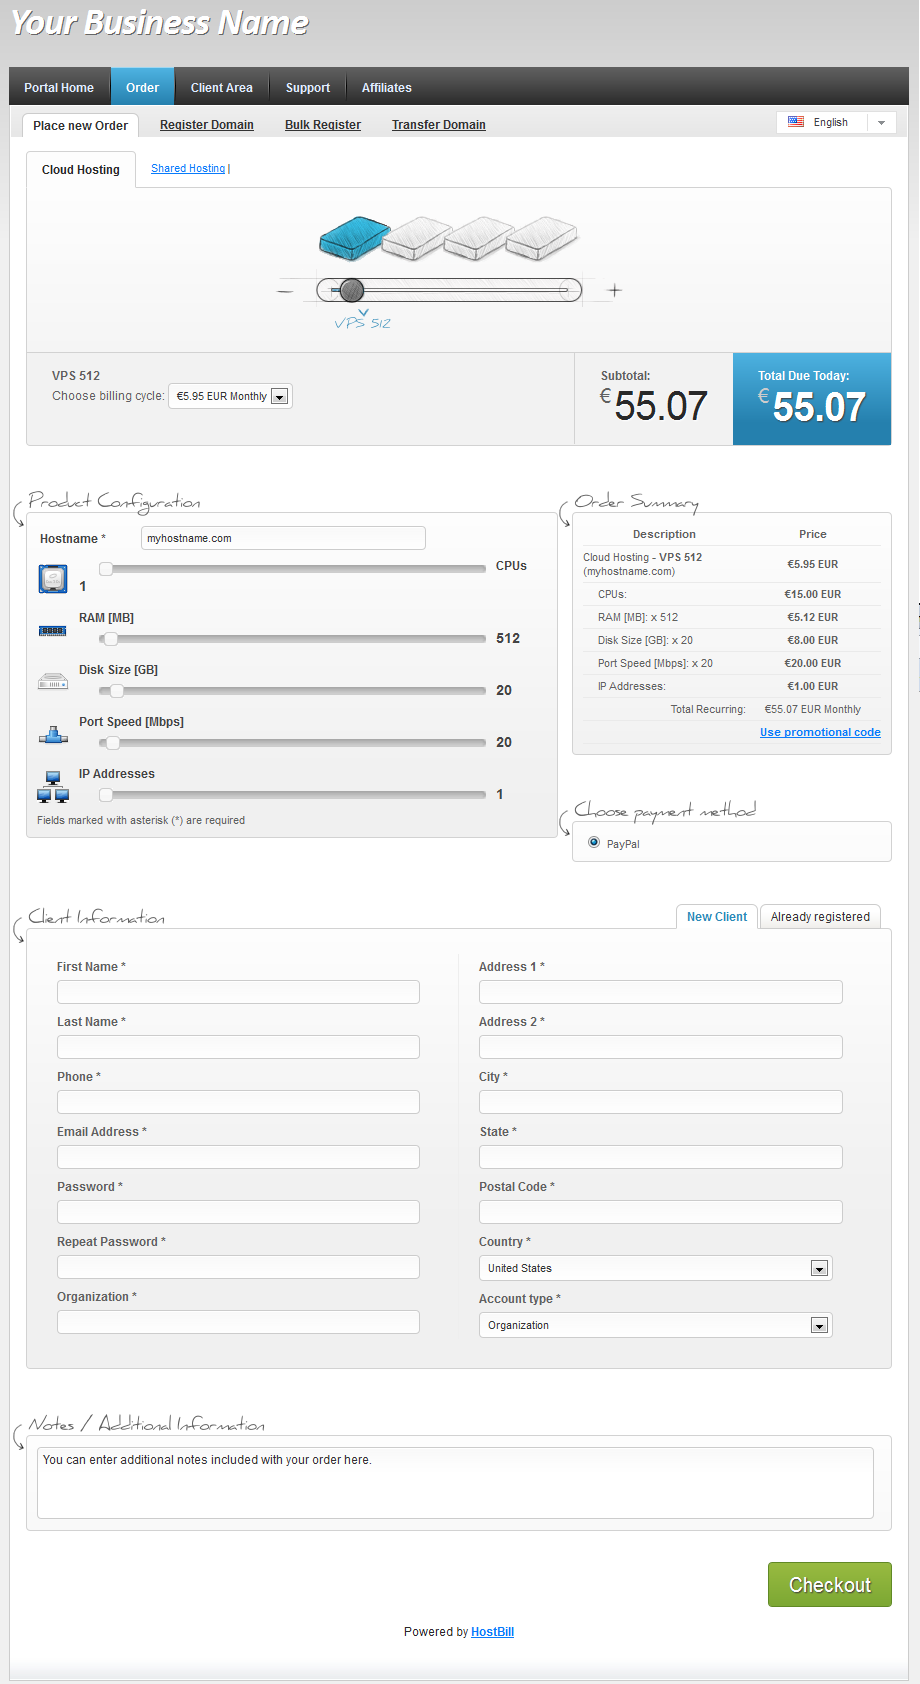 Your Business Name
Portal Home Order Client Area Support Affiliates
Place new Order Register Domain Bulk Register Transfer Domain English
Cloud Hosting Shared Hosting |
VPS 512
VPS 512
Choose billing cycle: €5.95 EUR Monthly
Subtotal:
€55.07
Total Due Today:
€55.07
Product Configuration
Hostname * myhostname.com
CPUs
1
RAM [MB]
512
Disk Size [GB]
20
Port Speed [Mbps]
20
IP Addresses
1
Fields marked with asterisk (*) are required
Order Summary
Description Price
Cloud Hosting - VPS 512
(myhostname.com) €5.95 EUR
CPUs: €15.00 EUR
RAM [MB]: x 512 €5.12 EUR
Disk Size [GB]: x 20 €8.00 EUR
Port Speed [Mbps]: x 20 €20.00 EUR
IP Addresses: €1.00 EUR
Total Recurring: €55.07 EUR Monthly
Use promotional code
Choose payment method
PayPal
Client Information
New Client Already registered
First Name *
Last Name *
Phone *
Email Address *
Password *
Repeat Password *
Organization *
Address 1 *
Address 2 *
City *
State *
Postal Code *
Country *
United States
Account type *
Organization
Notes / Additional Information
You can enter additional notes included with your order here.
Checkout
Powered by HostBill